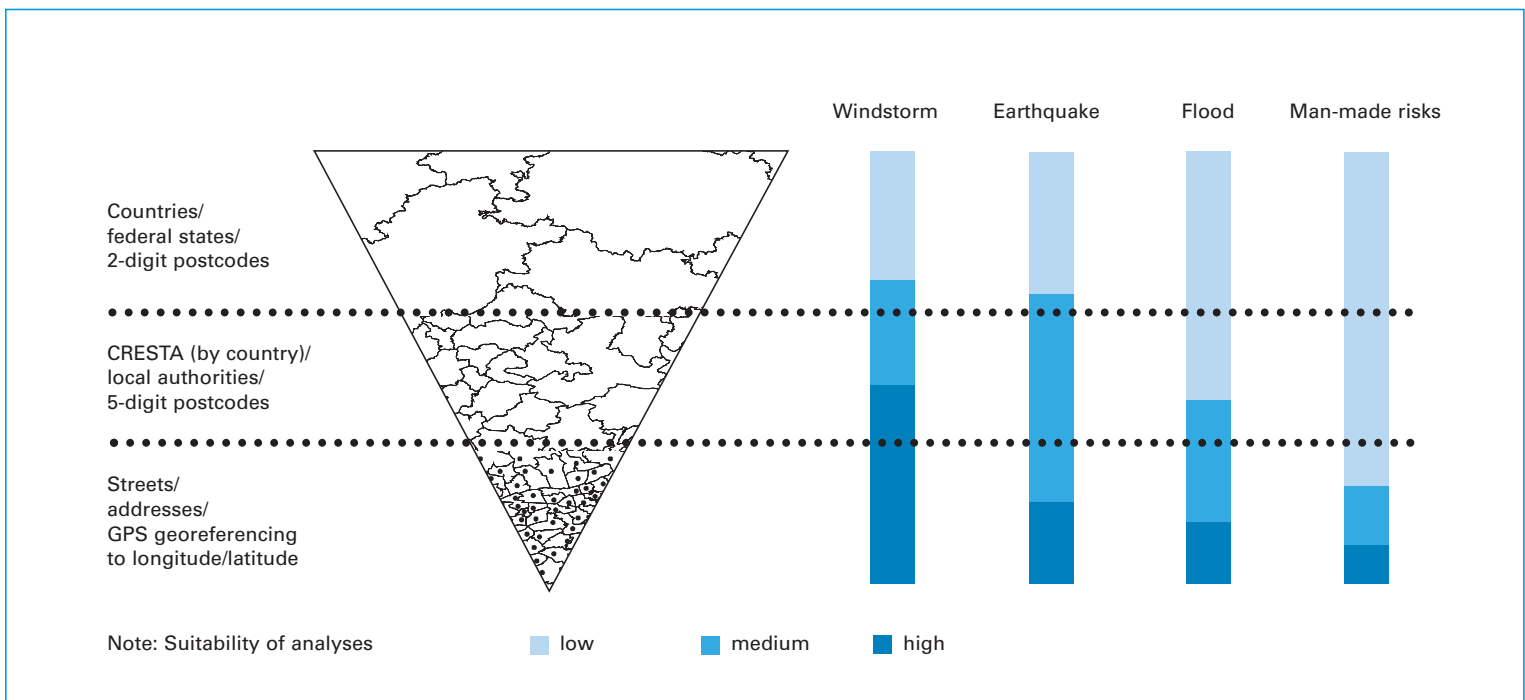 Windstorm Earthquake Flood Man-made risks
Countries/
federal states/
2-digit postcodes
CRESTA (by country)/
local authorities/
5-digit postcodes
Streets/
addresses/
GPS georeferencing
to longitude/latitude
Note: Suitability of analyses low medium high